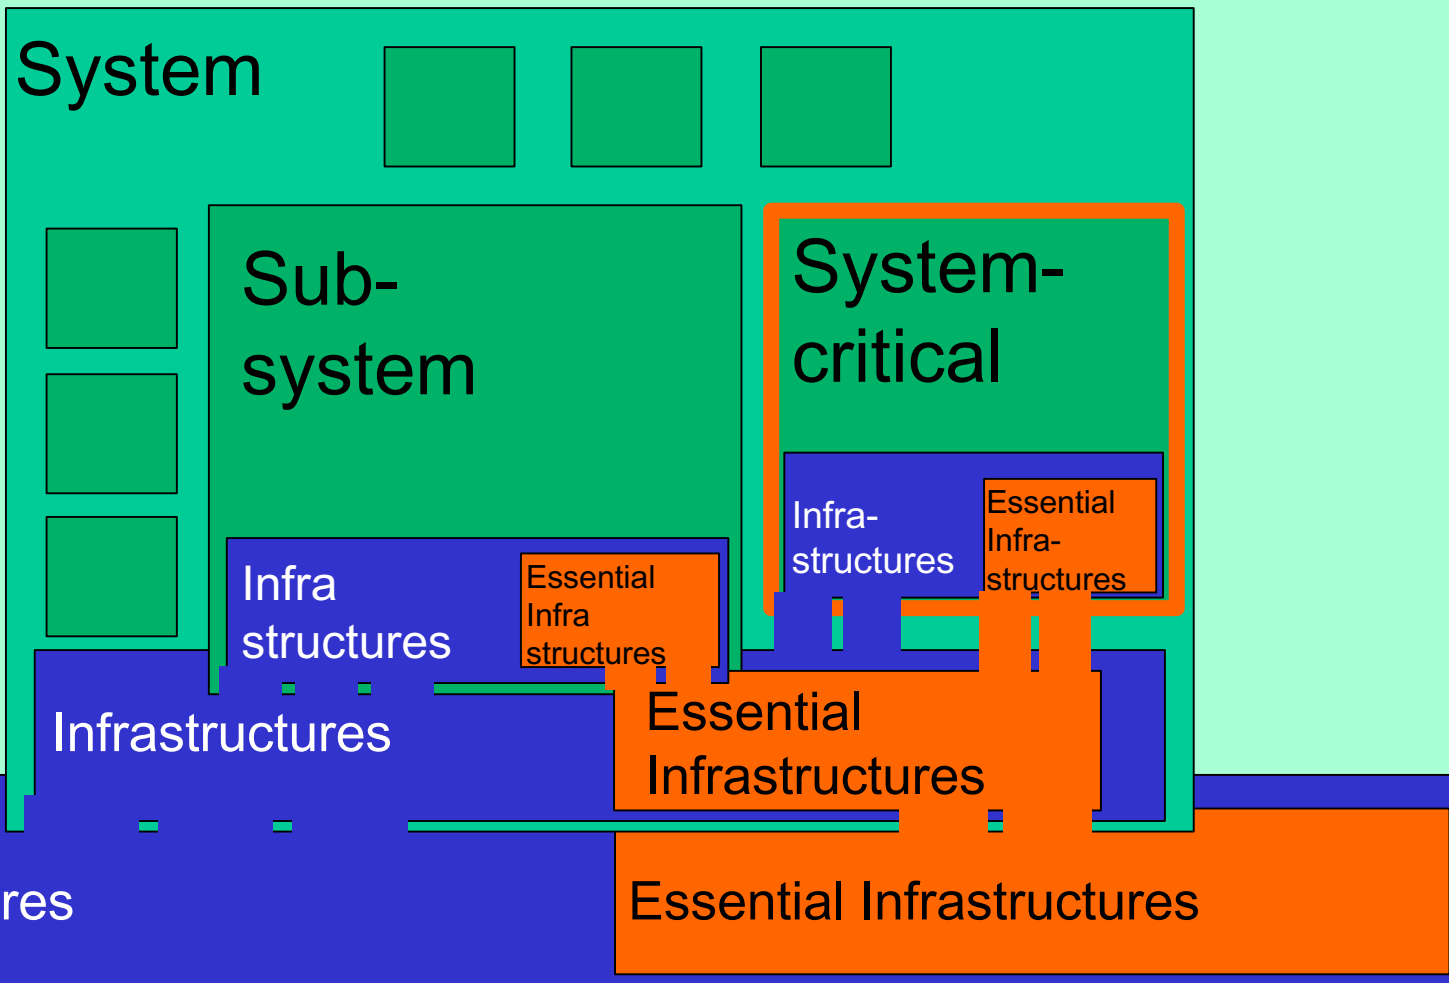 System
Sub-
system
System-
critical
Infra-
structures
Essential
Infra-
structures
Infra
structures
Essential
Infra
structures
Infrastructures
Essential
Infrastructures
res
Essential Infrastructures